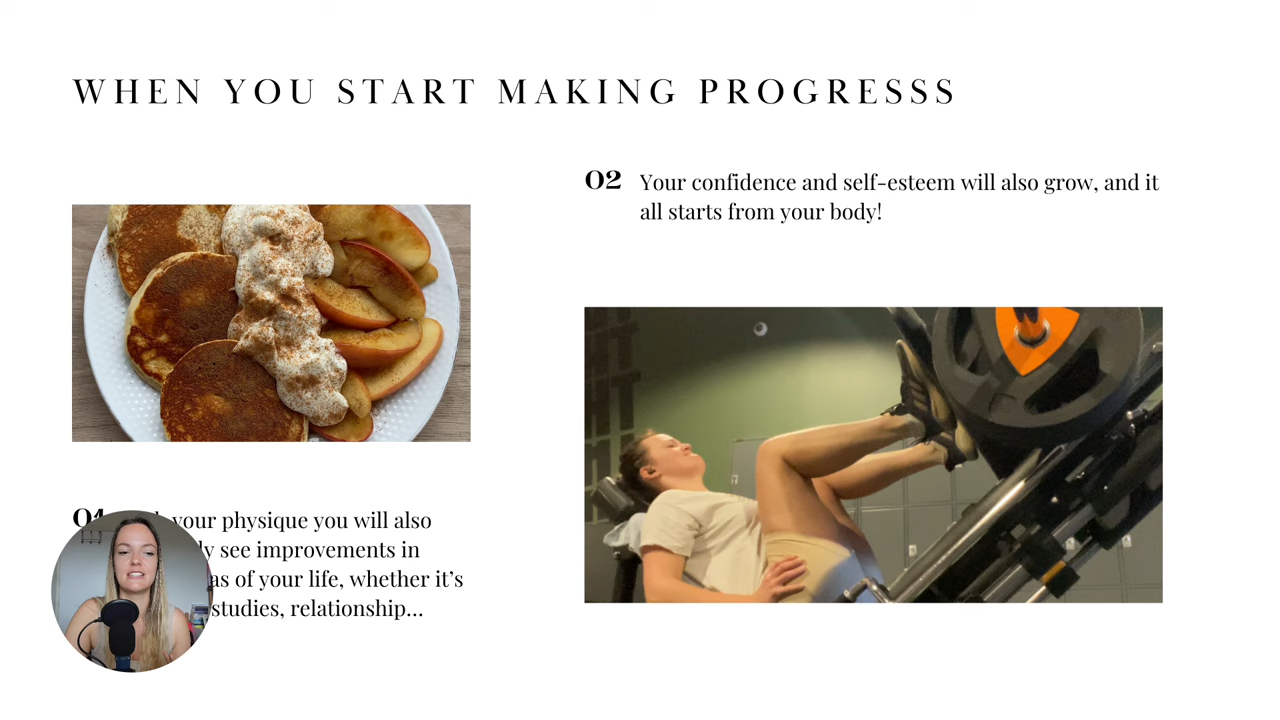 WHEN YOU START MAKING PROGRESSS
02 Your confidence and self-esteem will also grow, and it
all starts from your body!
01 your physique you will also
see improvements in
of your life, whether it’s
studies, relationship...